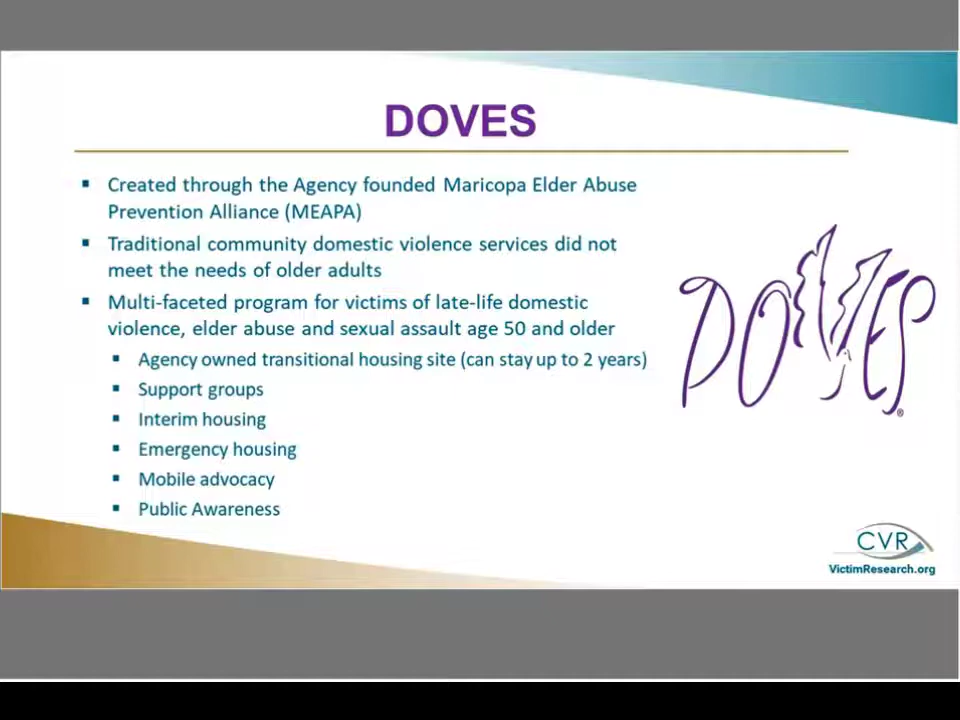 DOVES
▪ Created through the Agency founded Maricopa Elder Abuse
Prevention Alliance (MEAPA)
▪ Traditional community domestic violence services did not
meet the needs of older adults
▪ Multi-faceted program for victims of late-life domestic
violence, elder abuse and sexual assault age 50 and older
▪ Agency owned transitional housing site (can stay up to 2 years)
▪ Support groups
▪ Interim housing
▪ Emergency housing
▪ Mobile advocacy
▪ Public Awareness
DOVES®
CVR
VictimResearch.org